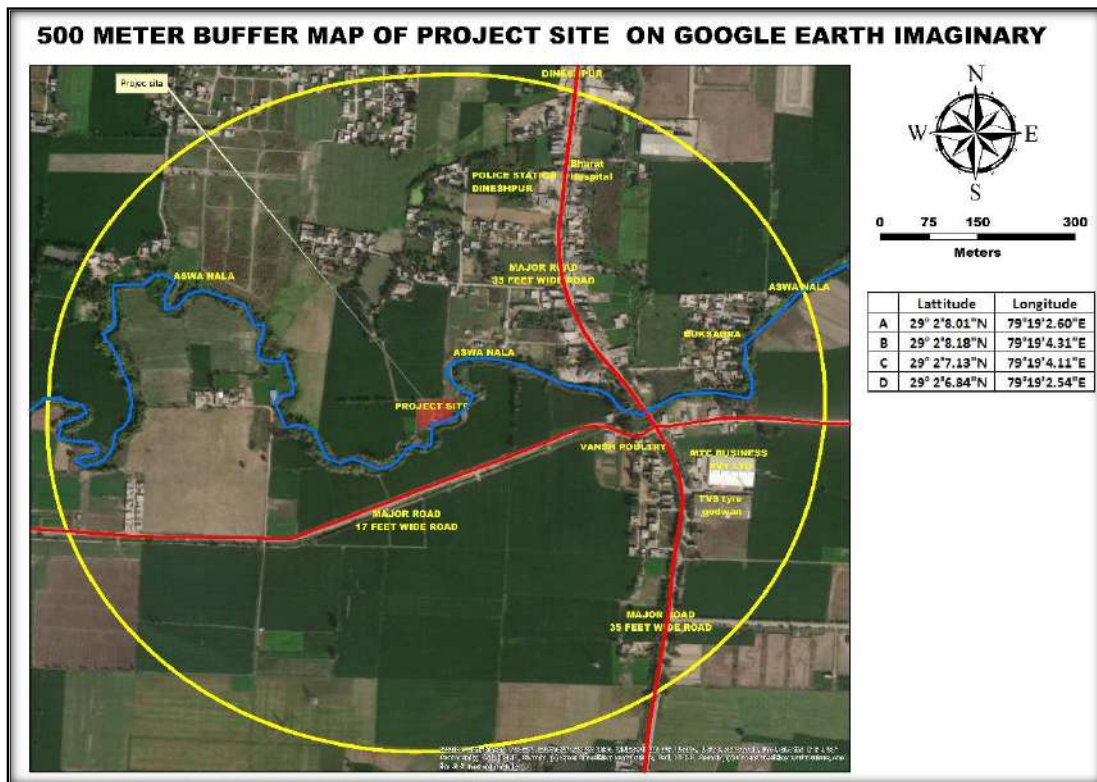 500 METER BUFFER MAP OF PROJECT SITE ON GOOGLE EARTH IMAGINARY
Projec sita
DINESHPUR
Bharat
Hospital
POLICE STATION
DINESHPUR
MAJOR ROAD
35 FEET WIDE ROAD
ASWA NALA
ASWA NALA
BUKSAURA
ASWA NALA
PROJECT SITE
VANSH POULTRY
MTC BUSINESS
PVT LTD
TVS tyre
godwan
MAJOR ROAD
17 FEET WIDE ROAD
MAJOR ROAD
35 FEET WIDE ROAD
N
W E
S
0 75 150 300
Meters
Lattitude Longitude
A 29° 2'8.01"N 79°19'2.60"E
B 29° 2'8.18"N 79°19'4.31"E
C 29° 2'7.13"N 79°19'4.11"E
D 29° 2'6.84"N 79°19'2.54"E